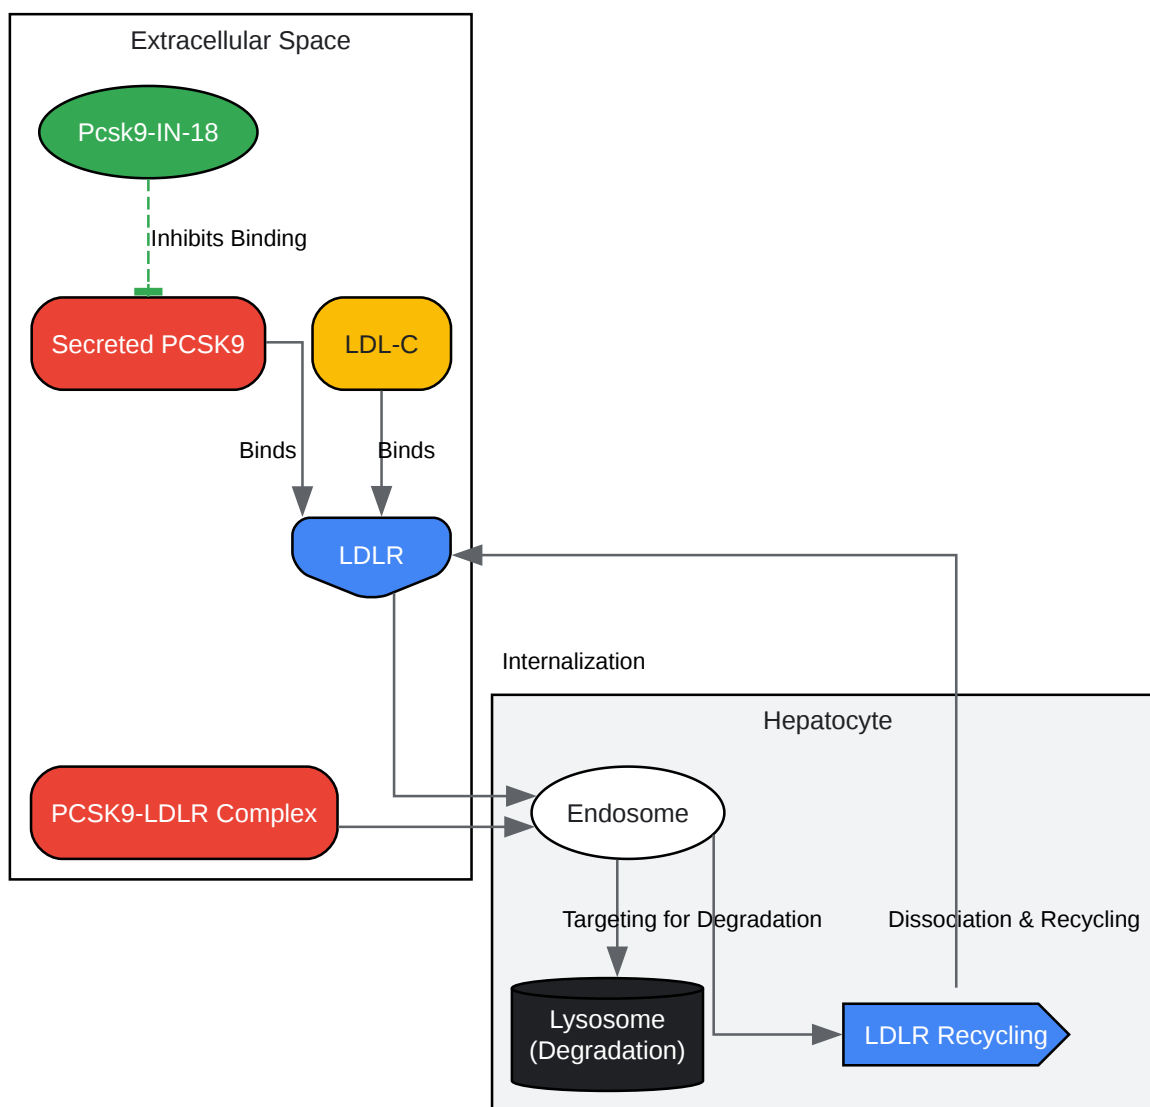 Extracellular Space
Pcsk9-IN-18
Inhibits Binding
Secreted PCSK9
LDL-C
Binds
Binds
LDLR
Internalization
Hepatocyte
PCSK9-LDLR Complex
Endosome
Targeting for Degradation
Dissociation & Recycling
Lysosome
(Degradation)
LDLR Recycling